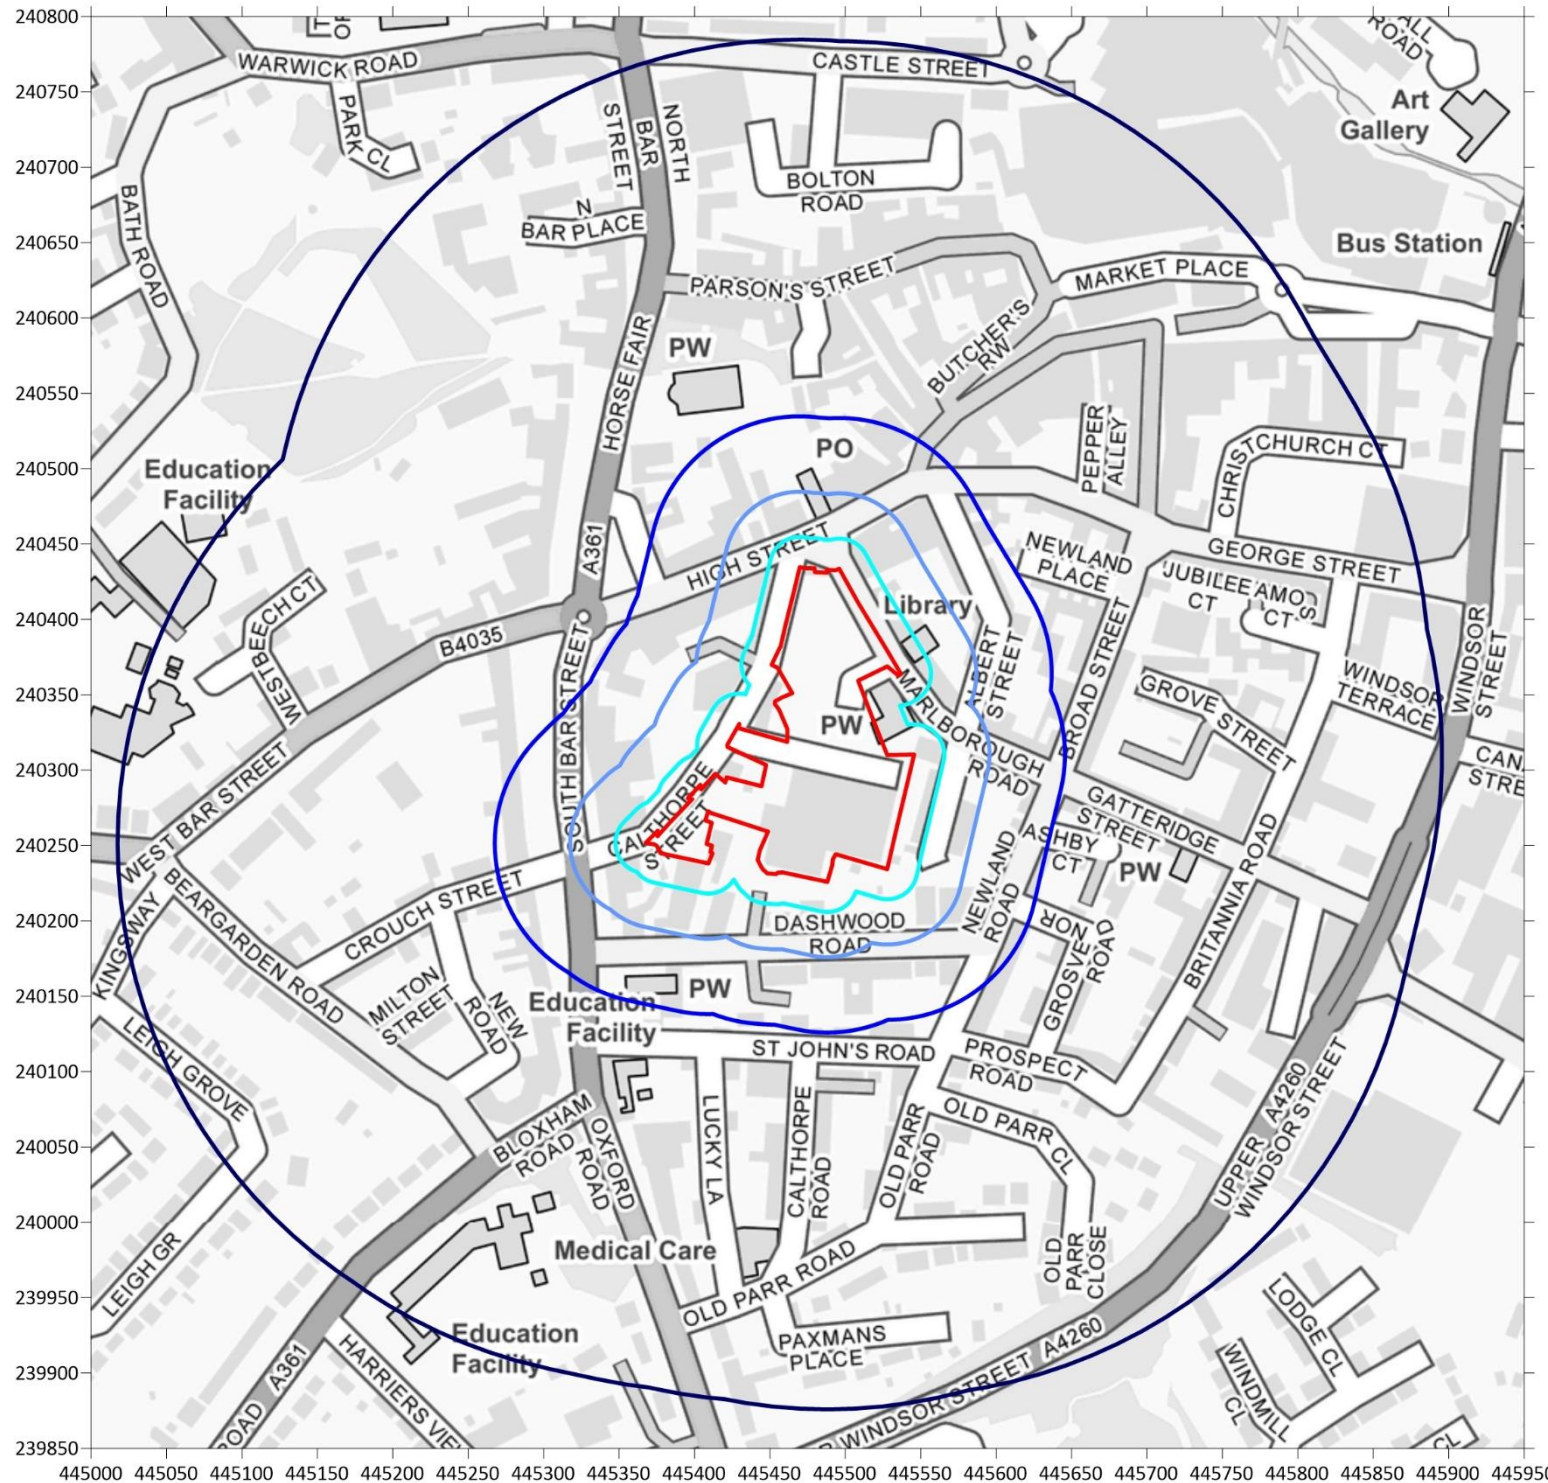 240800
240750
240700
240650
240600
240550
240500
240450
240400
240350
240300
240250
240200
240150
240100
240050
240000
239950
239900
239850
445000 445050 445100 445150 445200 445250 445300 445350 445400 445450 445500 445550 445600 445650 445700 445750 445800 445850 445900
WARWICK ROAD
CASTLE STREET
ROAD
Art
Gallery
PARK CL
NORTH
BAR
STREET
BATH ROAD
BOLTON
ROAD
N
BAR PLACE
Bus Station
PARSON'S STREET
MARKET PLACE
HORSE FAIR
PW
BUTCHER'S
RW
PEPPER
ALLEY
PO
CHRISTCHURCH CT
Education
Facility
A361
HIGH STREET
NEWLAND
PLACE
GEORGE STREET
JUBILEE
CT
AMOS
CT
WESTBEECH CT
Library
B4035
ALBERT
STREET
BROAD STREET
WINDSOR
STREET
WINDSOR
TERRACE
GROVE STREET
SOUTH BAR STREET
PW
MARLBOROUGH
ROAD
WEST BAR STREET
CALTHORPE
STREET
GATTERIDGE
STREET
ASHBY
CT
PW
NEWLAND
ROAD
BRITANNIA ROAD
CROUCH STREET
DASHWOOD
ROAD
KINGSWAY
BEARGARDEN ROAD
GROSVENOR
ROAD
MILTON
STREET
NEW
ROAD
Education
Facility
PW
LEIGH GROVE
ST JOHN'S ROAD
PROSPECT
ROAD
BLOXHAM
ROAD
OXFORD
ROAD
LUCKY LA
CALTHORPE
ROAD
OLD PARR
ROAD
OLD PARR CL
A4260
UPPER WINDSOR STREET
LEIGH GR
Medical Care
OLD PARR ROAD
OLD
PARR
CLOSE
Education
Facility
PAXMANS
PLACE
A361
ROAD
HARRIERS VIE
R WINDSOR STREET A4260
LODGE CL
WINDMILL
CL
CL